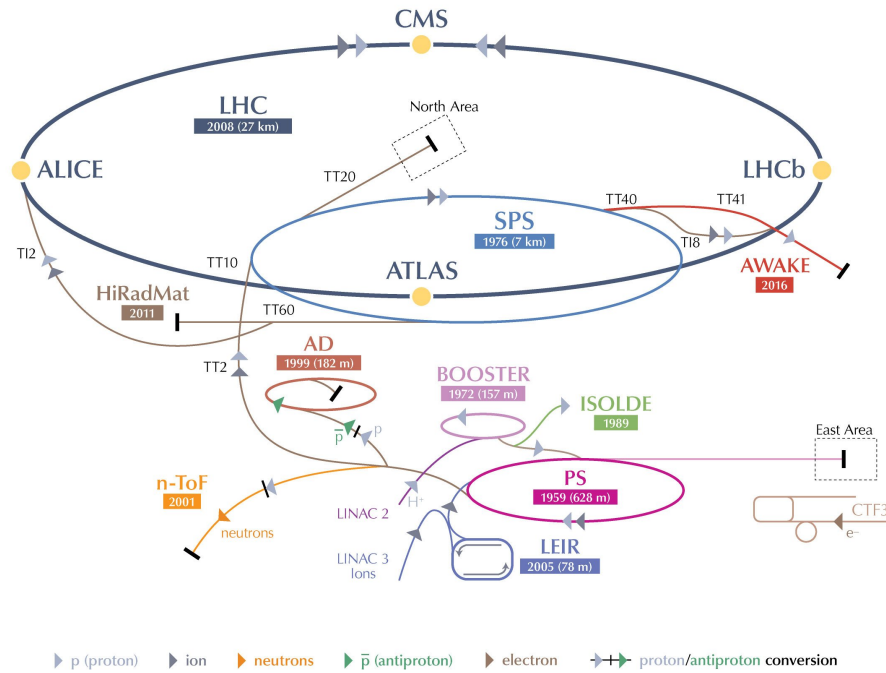 CMS
LHC
2008 (27 km)
North Area
ALICE
LHCb
TT20
TT40
TT41
SPS
1976 (7 km)
TI8
TI2
TT10
ATLAS
AWAKE
2016
HiRadMat
2011
TT60
TT2
AD
1999 (182 m)
BOOSTER
1972 (157 m)
ISOLDE
1989
p
p̅
East Area
n-ToF
2001
PS
1959 (628 m)
H+
LINAC 2
neutrons
CTF3
e–
LEIR
2005 (78 m)
LINAC 3
Ions
p (proton)
ion
neutrons
p̅ (antiproton)
electron
proton/antiproton conversion